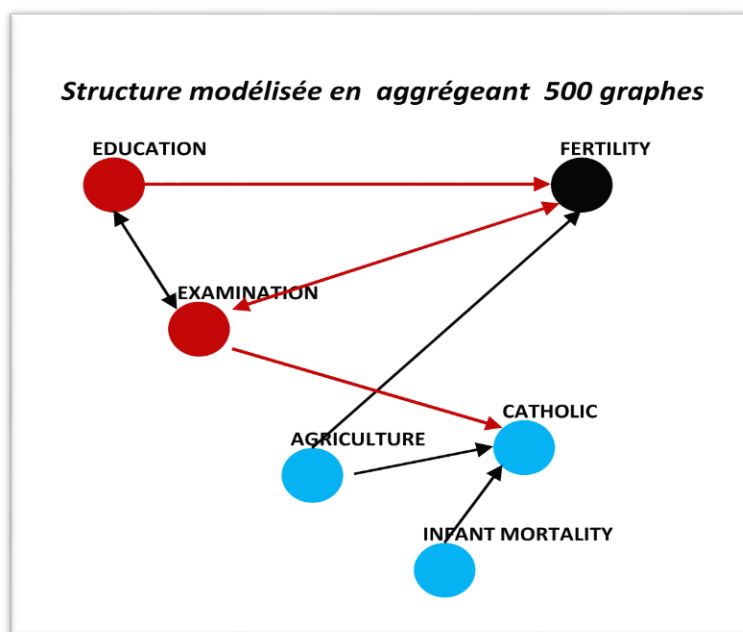 Structure modélisée en aggrégeant 500 graphes
EDUCATION
FERTILITY
EXAMINATION
CATHOLIC
AGRICULTURE
INFANT MORTALITY